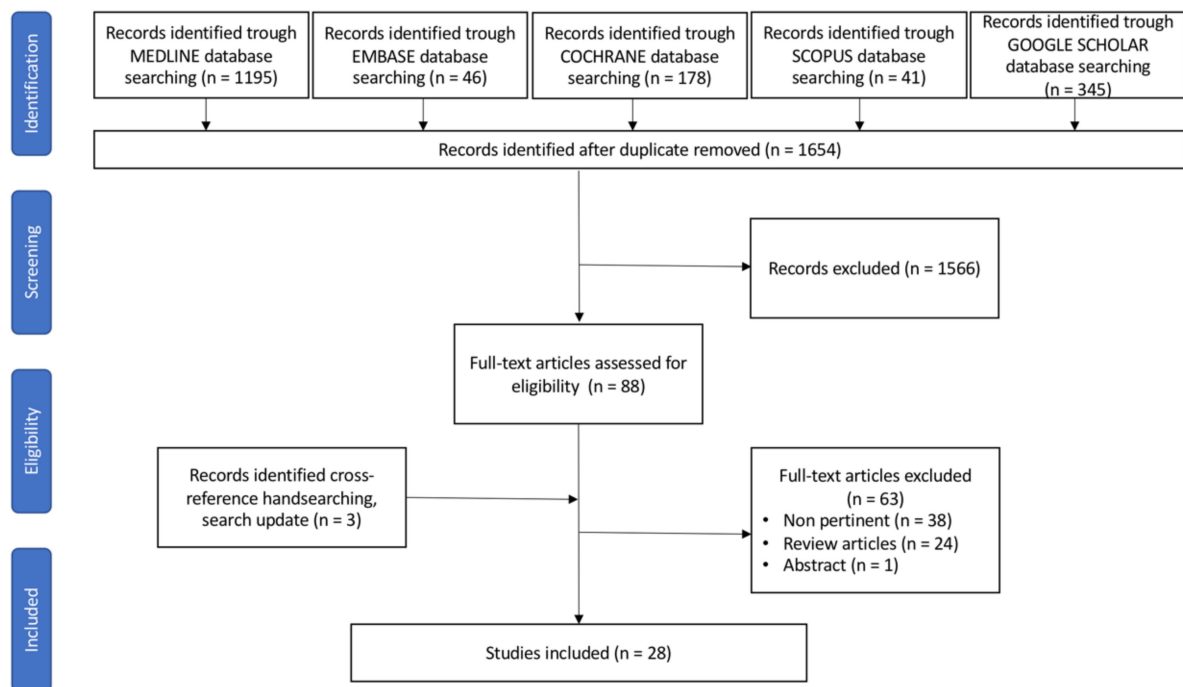 Identification
Records identified trough
MEDLINE database
searching (n = 1195)
Records identified trough
EMBASE database
searching (n = 46)
Records identified trough
COCHRANE database
searching (n = 178)
Records identified trough
SCOPUS database
searching (n = 41)
Records identified trough
GOOGLE SCHOLAR
database searching
(n = 345)
Records identified after duplicate removed (n = 1654)
Screening
Records excluded (n = 1566)
Full-text articles assessed for
eligibility (n = 88)
Eligibility
Records identified cross-
reference handsearching,
search update (n = 3)
Full-text articles excluded
(n = 63)
• Non pertinent (n = 38)
• Review articles (n = 24)
• Abstract (n = 1)
Included
Studies included (n = 28)